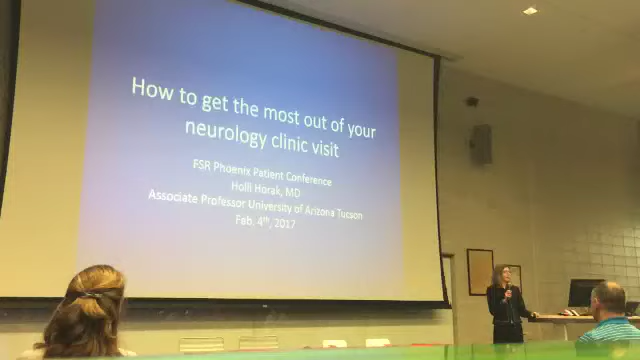 How to get the most out of your
neurology clinic visit
FSR Phoenix Patient Conference
Holli Horak, MD
Associate Professor University of Arizona Tucson
Feb. 4th, 2017